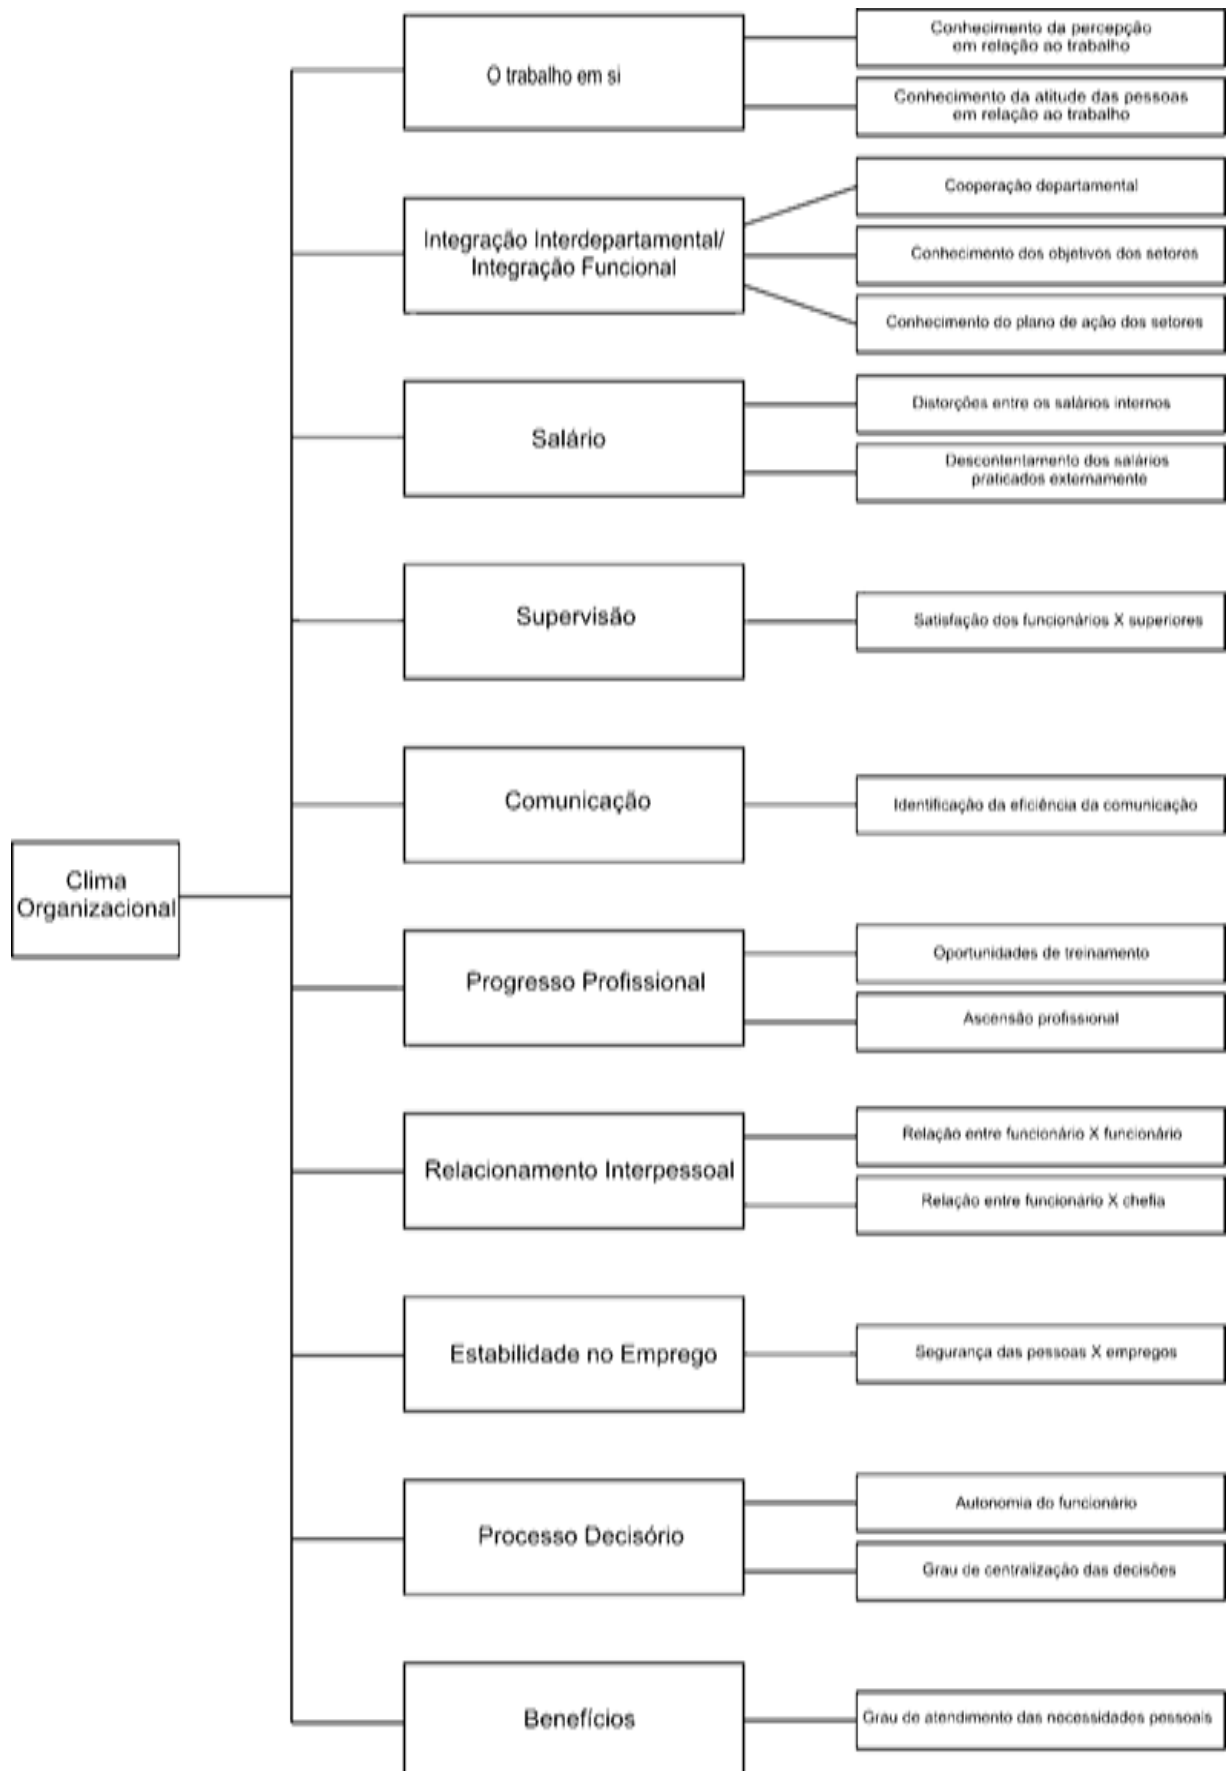 Clima
Organizacional
O trabalho em si
Conhecimento da percepção
em relação ao trabalho
Conhecimento da atitude das pessoas
em relação ao trabalho
Integração Interdepartamental/
Integração Funcional
Cooperação departamental
Conhecimento dos objetivos dos setores
Conhecimento do plano de ação dos setores
Salário
Distorções entre os salários internos
Descontentamento dos salários
praticados externamente
Supervisão
Satisfação dos funcionários X superiores
Comunicação
Identificação da eficiência da comunicação
Progresso Profissional
Oportunidades de treinamento
Ascensão profissional
Relacionamento Interpessoal
Relação entre funcionário X funcionário
Relação entre funcionário X chefia
Estabilidade no Emprego
Segurança das pessoas X empregos
Processo Decisório
Autonomia do funcionário
Grau de centralização das decisões
Benefícios
Grau de atendimento das necessidades pessoais